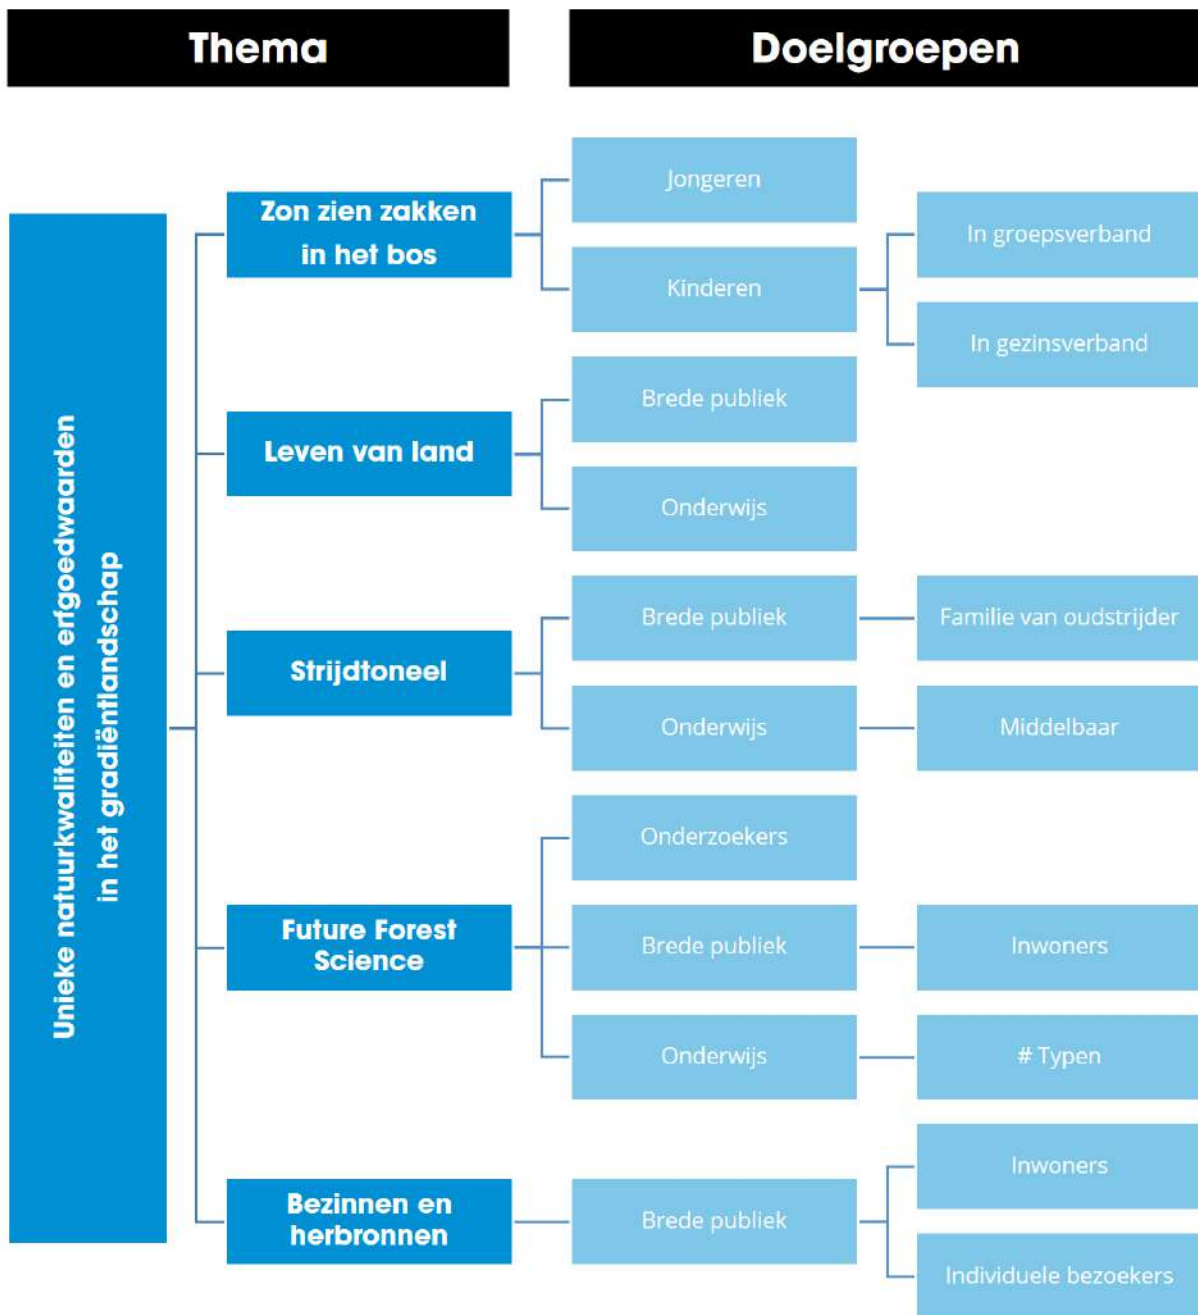 Thema
Doelgroepen
Unieke natuurkwaliteiten en erfgoedwaarden
in het gradiëntlandschap
Zon zien zakken
in het bos
Jongeren
Kinderen
In groepsverband
In gezinsverband
Leven van land
Brede publiek
Onderwijs
Strijdtoneel
Brede publiek
Familie van oudstrijder
Onderwijs
Middelbaar
Future Forest
Science
Onderzoekers
Brede publiek
Inwoners
Onderwijs
# Typen
Bezinnen en
herbronnen
Brede publiek
Inwoners
Individuele bezoekers